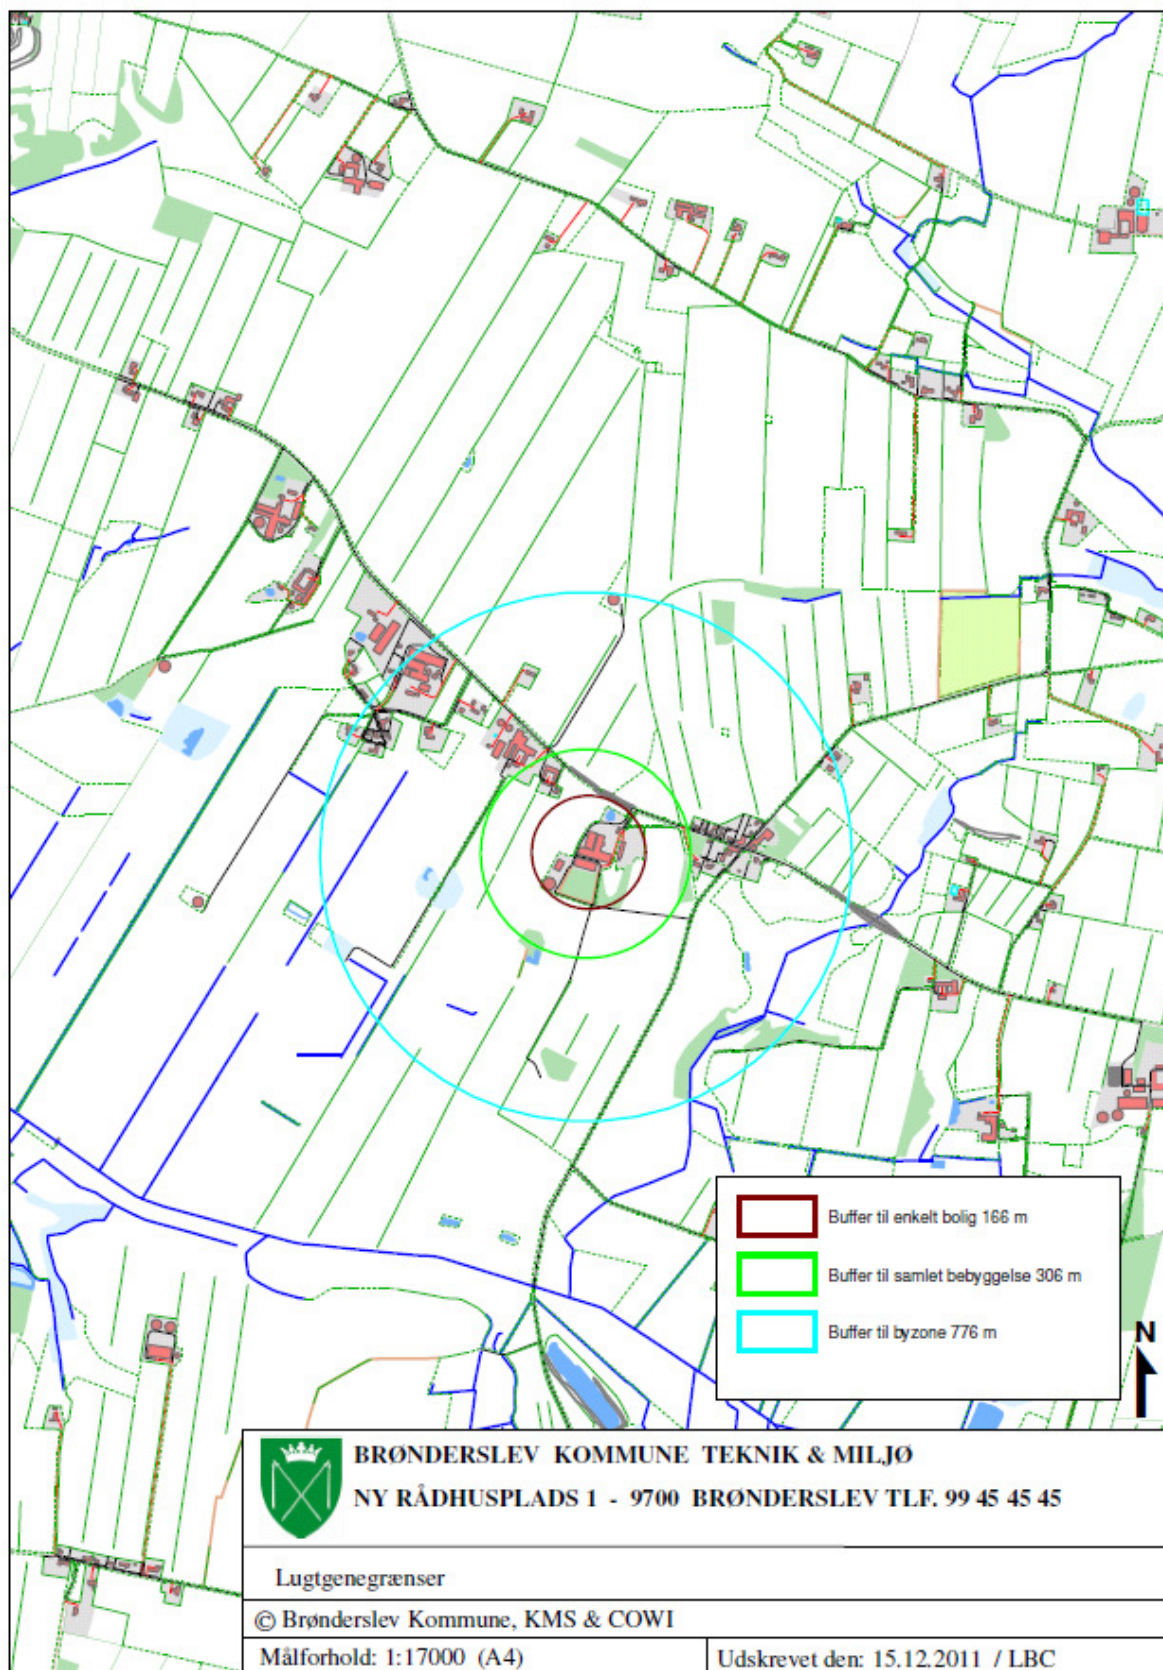 Buffer til enkelt bolig 166 m
Buffer til samlet bebyggelse 306 m
Buffer til byzone 776 m
N
BRØNDERSLEV KOMMUNE TEKNIK & MILJØ
NY RÅDHUSPLADS 1 - 9700 BRØNDERSLEV TLF. 99 45 45 45
Lugtgenegrænser
© Brønderslev Kommune, KMS & COWI
Målforhold: 1:17000 (A4)
Udskrevet den: 15.12.2011 / LBC